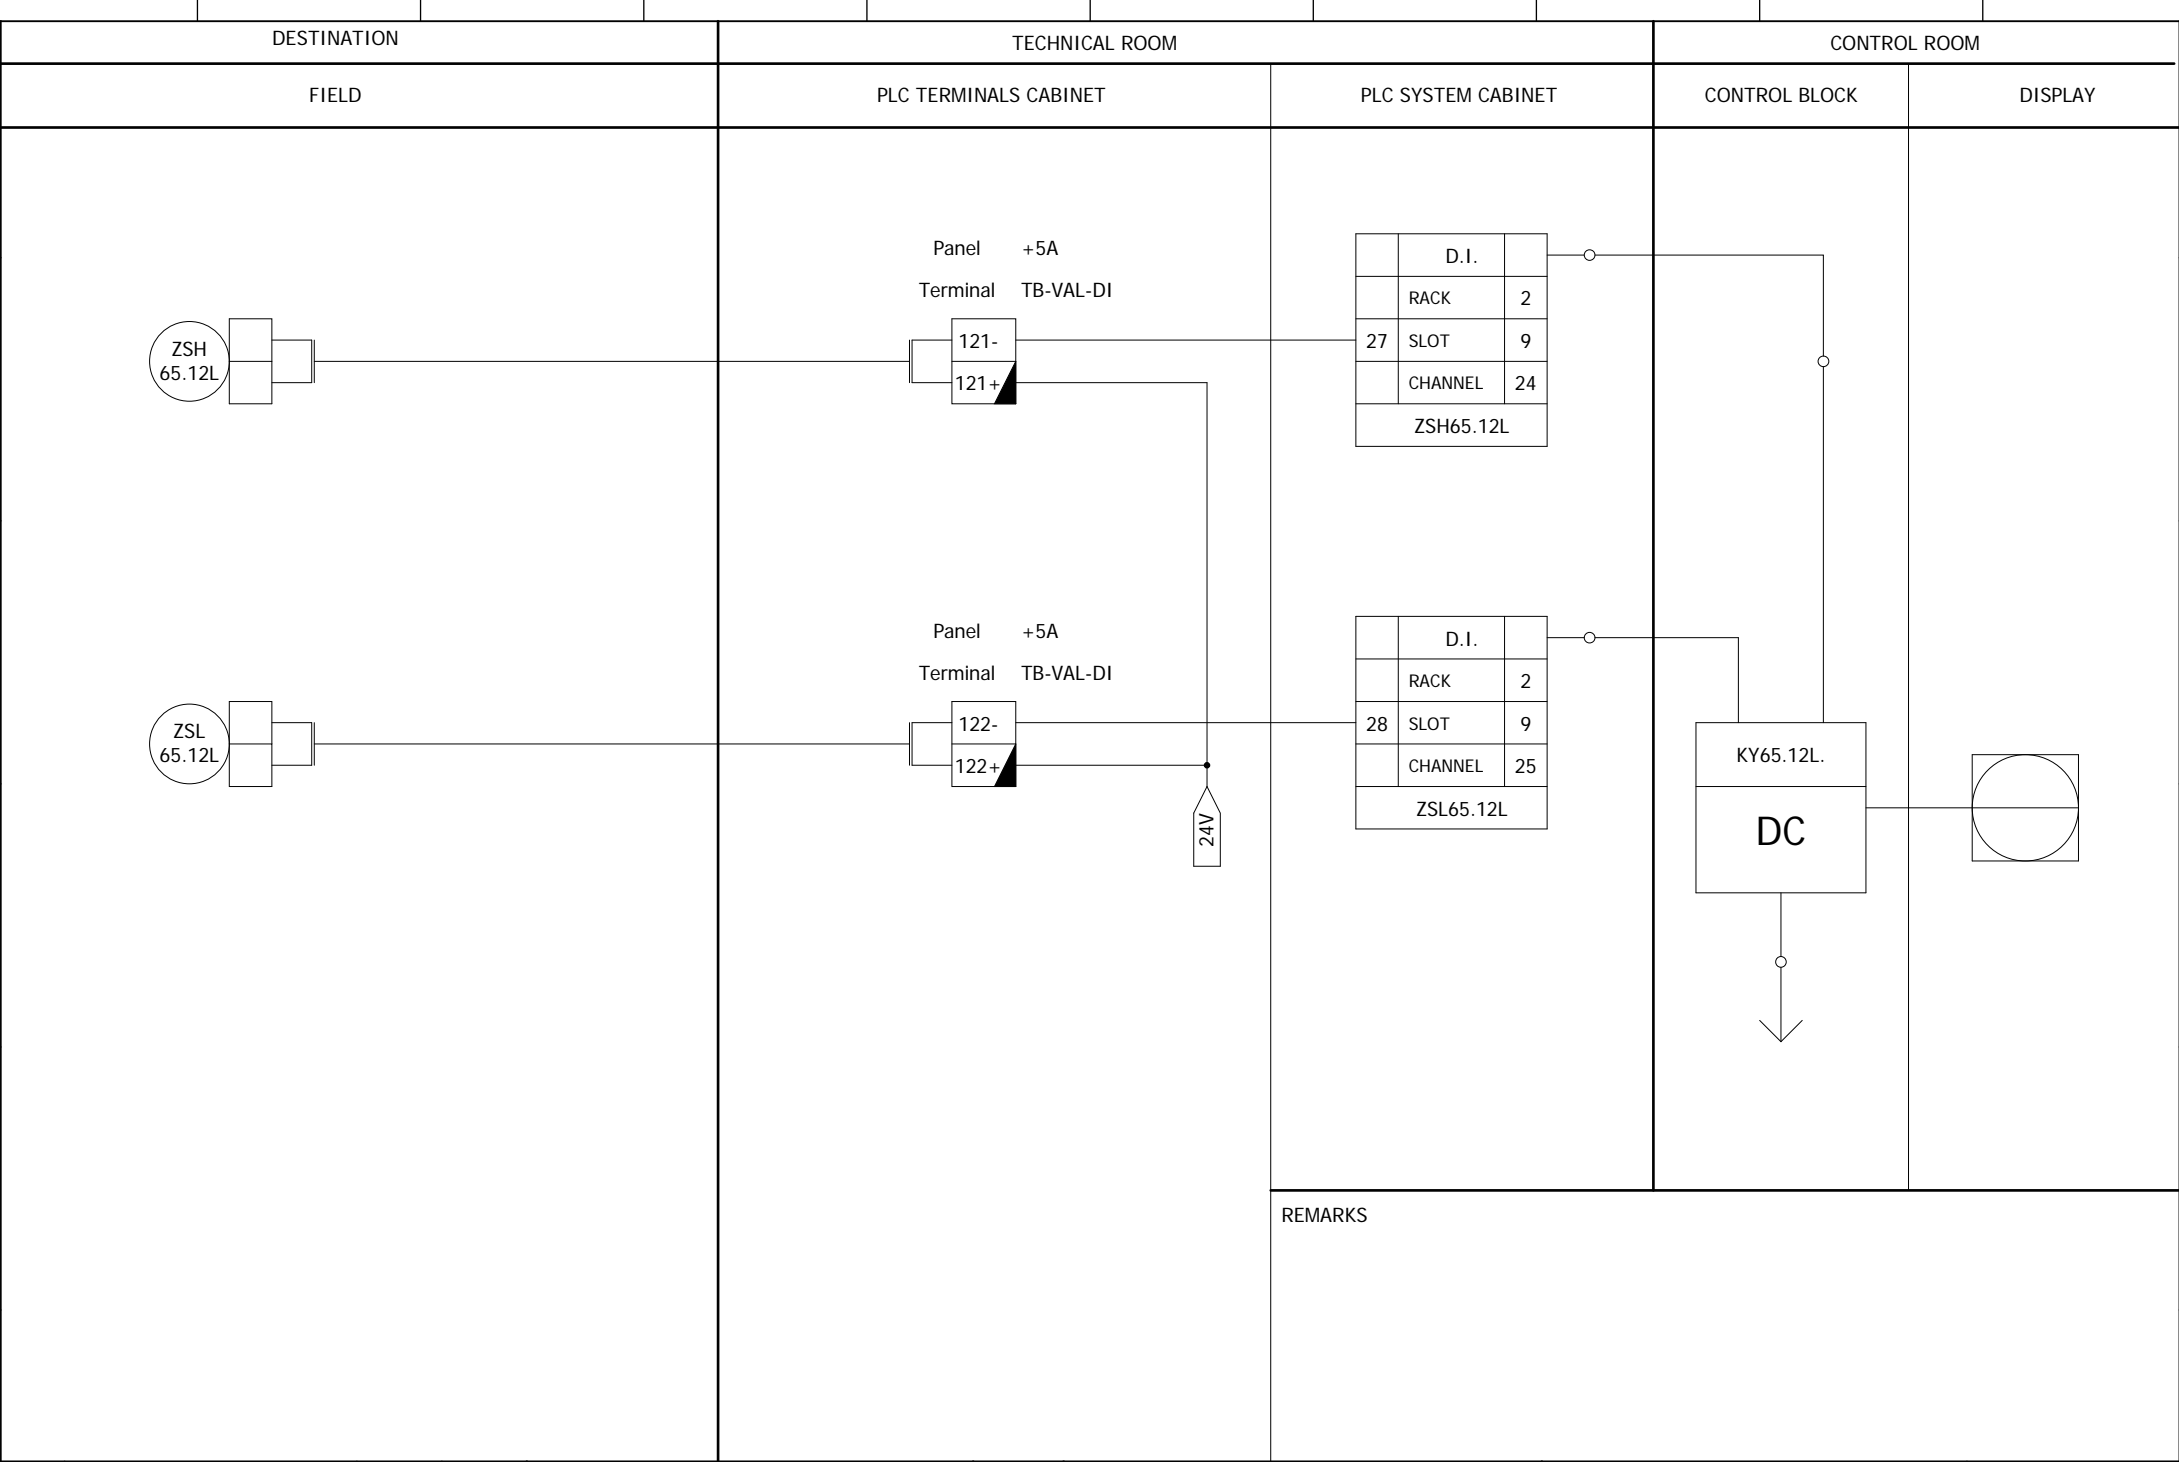 DESTINATION
TECHNICAL ROOM
CONTROL ROOM
FIELD
PLC TERMINALS CABINET
PLC SYSTEM CABINET
CONTROL BLOCK
DISPLAY
Panel +5A
Terminal TB-VAL-DI
ZSH
65.12L
121-
121+
D.I.
RACK 2
27 SLOT 9
CHANNEL 24
ZSH65.12L
Panel +5A
Terminal TB-VAL-DI
ZSL
65.12L
122-
122+
24V
D.I.
RACK 2
28 SLOT 9
CHANNEL 25
ZSL65.12L
KY65.12L.
DC
REMARKS